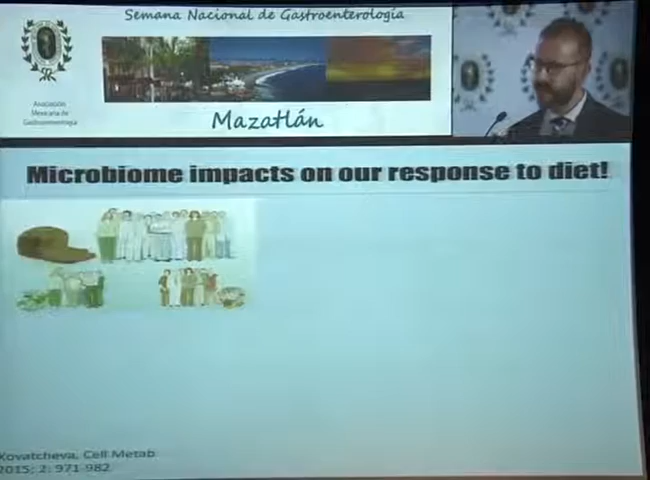 Semana Nacional de Gastroenterología
Asociación
Mexicana de
Gastroenterología
Mazatlán
Microbiome impacts on our response to diet!
Kovatcheva, Cell Metab
2015; 2: 971-982